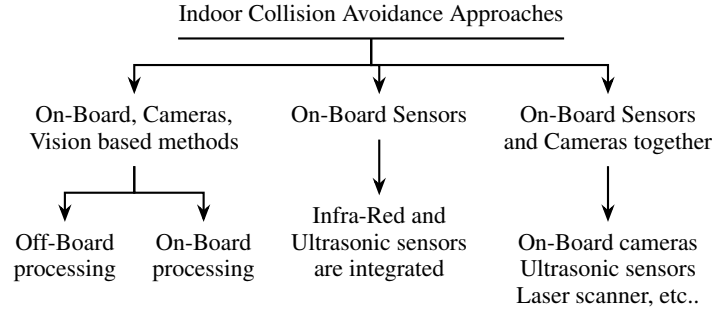 Indoor Collision Avoidance Approaches
On-Board, Cameras,
Vision based methods
On-Board Sensors
On-Board Sensors
and Cameras together
Off-Board
processing
On-Board
processing
Infra-Red and
Ultrasonic sensors
are integrated
On-Board cameras
Ultrasonic sensors
Laser scanner, etc..